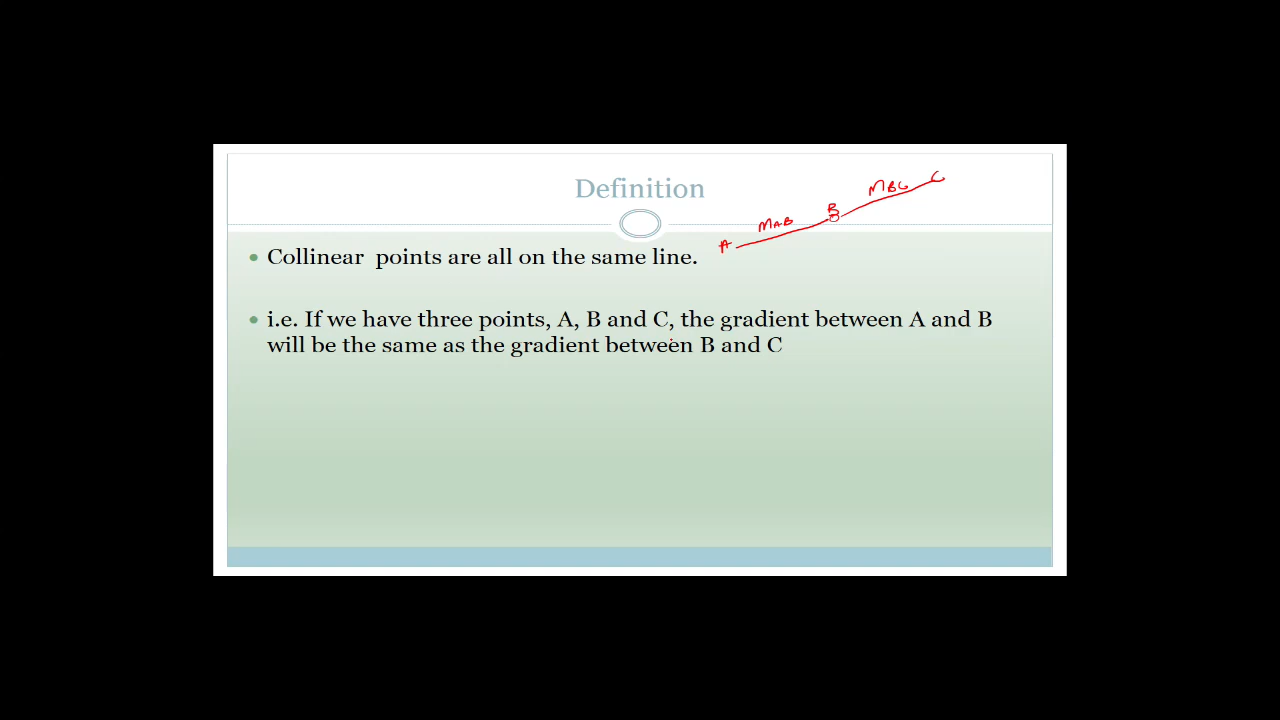 Definition
A
MAB
B
MBC
C
Collinear points are all on the same line.
i.e. If we have three points, A, B and C, the gradient between A and B
will be the same as the gradient between B and C